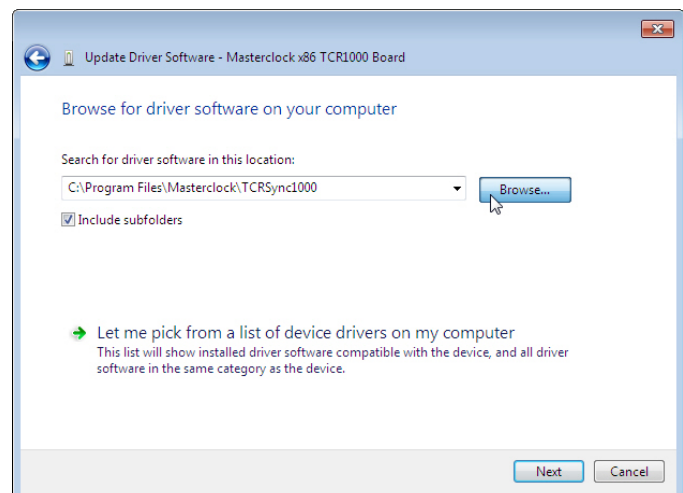 Update Driver Software - Masterclock x86 TCR1000 Board
Browse for driver software on your computer
Search for driver software in this location:
C:\Program Files\Masterclock\TCRSync1000
Browse...
Include subfolders
Let me pick from a list of device drivers on my computer
This list will show installed driver software compatible with the device, and all driver
software in the same category as the device.
Next
Cancel